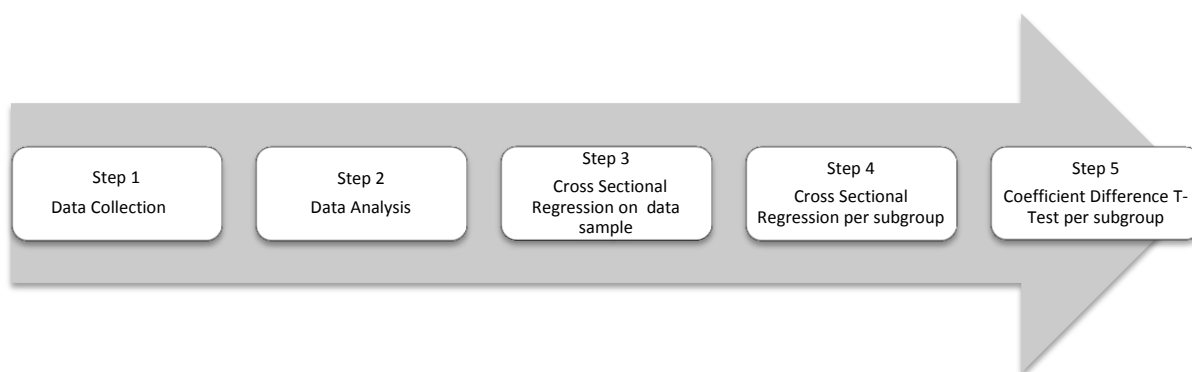 Step 1
Data Collection
Step 2
Data Analysis
Step 3
Cross Sectional
Regression on data
sample
Step 4
Cross Sectional
Regression per subgroup
Step 5
Coefficient Difference T-
Test per subgroup